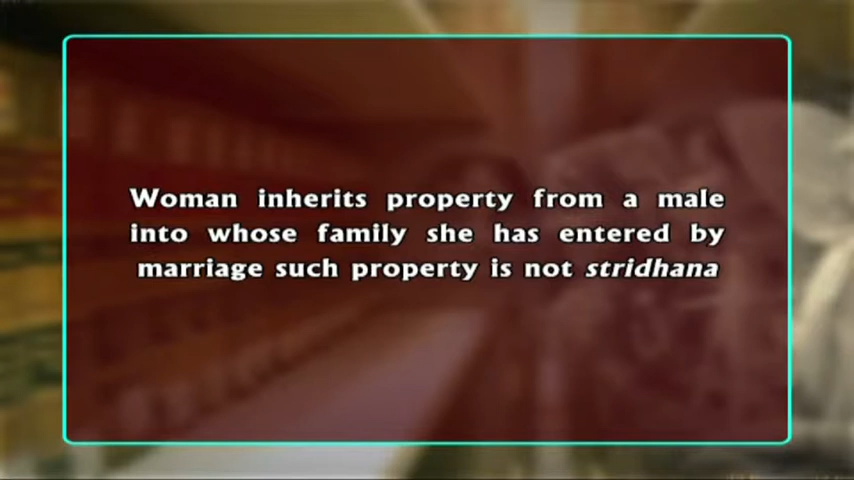 Woman inherits property from a male
into whose family she has entered by
marriage such property is not stridhana